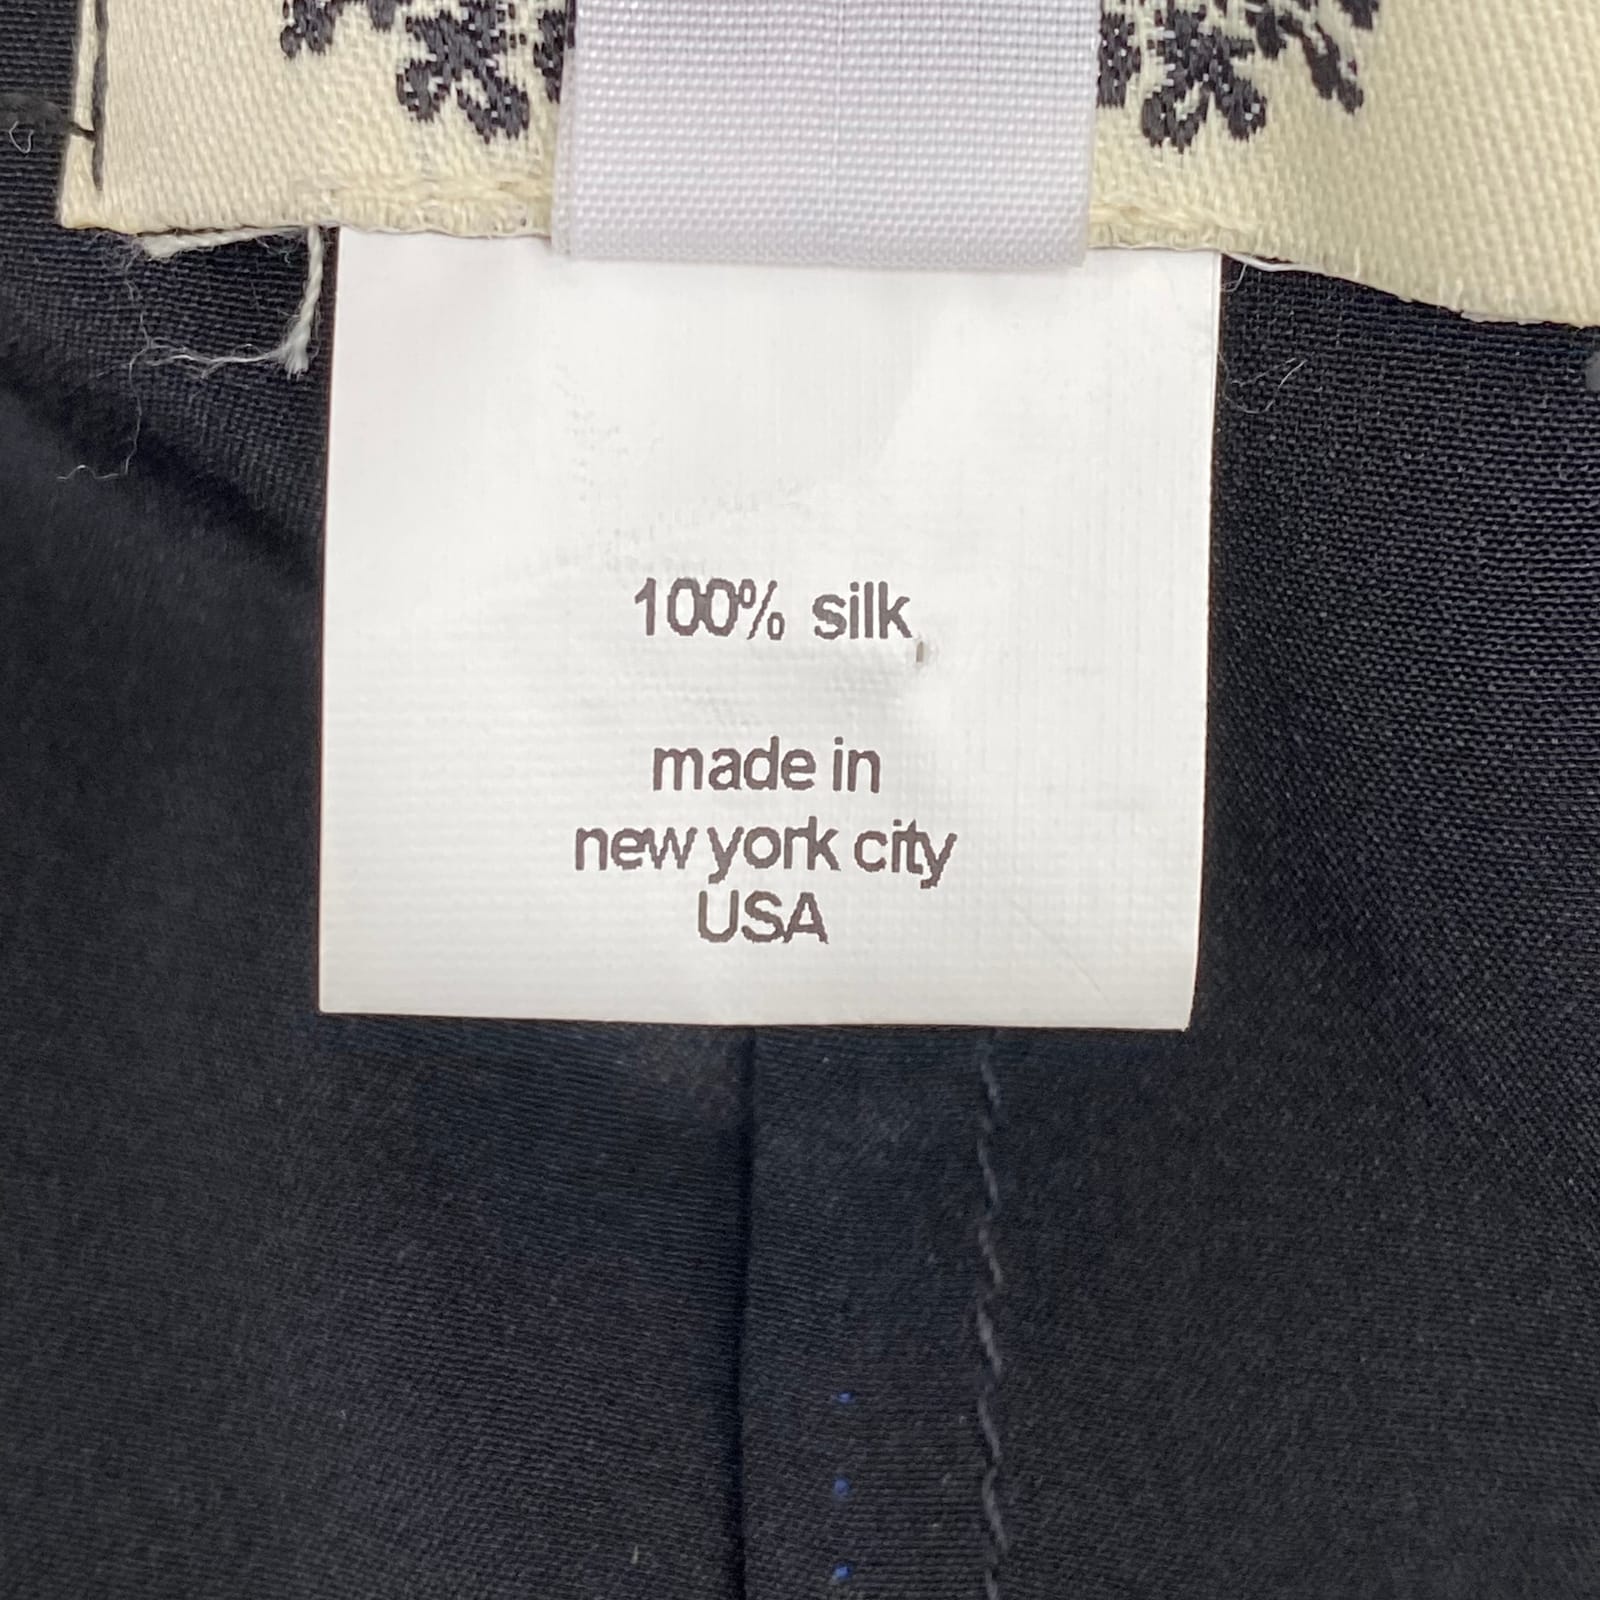 100% silk
made in
new york city
USA